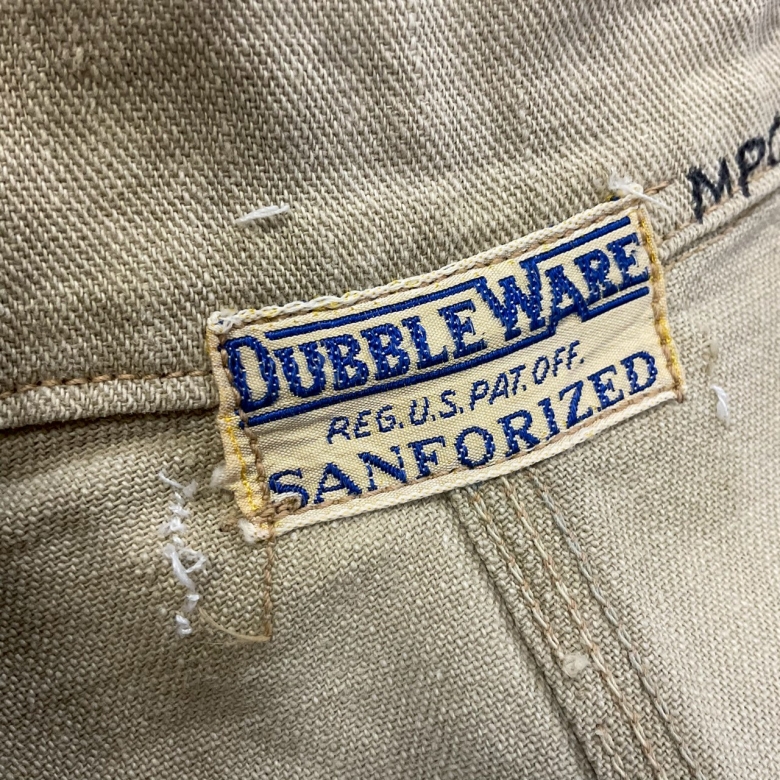 DUBBLEWARE
REG. U.S. PAT. OFF.
SANFORIZED